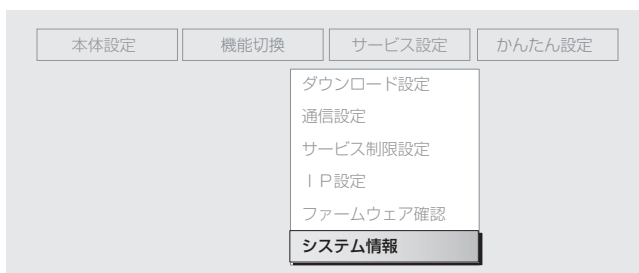 本体設定 機能切換 サービス設定 かんたん設定
ダウンロード設定
通信設定
サービス制限設定
IP設定
ファームウェア確認
システム情報